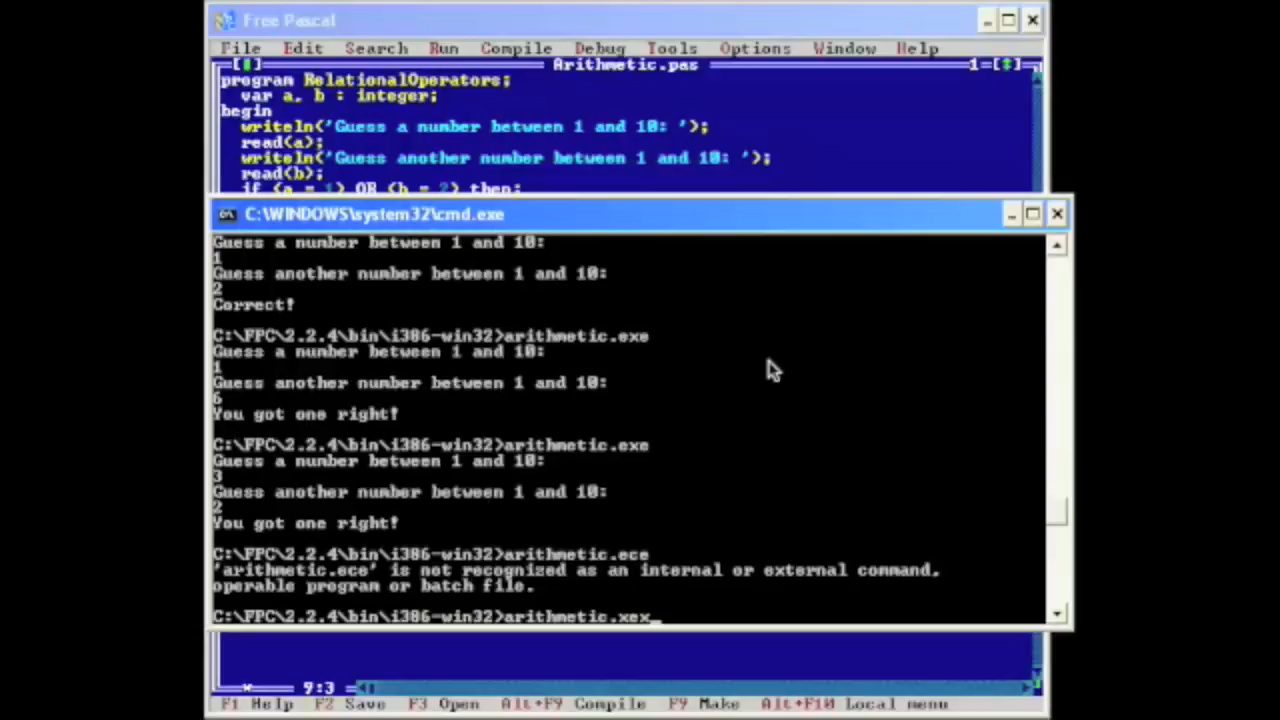 Free Pascal
File Edit Search Run Compile Debug Tools Options Window Help
Arithmetic.pas 1
program RelationalOperators;
var a, b : integer;
begin
writeln('Guess a number between 1 and 10: ');
read(a);
writeln('Guess another number between 1 and 10: ');
read(b);
if (a = 1) OR (b = 2) then;
C:\WINDOWS\system32\cmd.exe
Guess a number between 1 and 10:
1
Guess another number between 1 and 10:
2
Correct!
C:\FPC\2.2.4\bin\i386-win32>arithmetic.exe
Guess a number between 1 and 10:
1
Guess another number between 1 and 10:
6
You got one right!
C:\FPC\2.2.4\bin\i386-win32>arithmetic.exe
Guess a number between 1 and 10:
3
Guess another number between 1 and 10:
2
You got one right!
C:\FPC\2.2.4\bin\i386-win32>arithmetic.ece
'arithmetic.ece' is not recognized as an internal or external command,
operable program or batch file.
C:\FPC\2.2.4\bin\i386-win32>arithmetic.xex_
* 9:3
F1 Help F2 Save F3 Open Alt+F9 Compile F9 Make Alt+F10 Local menu